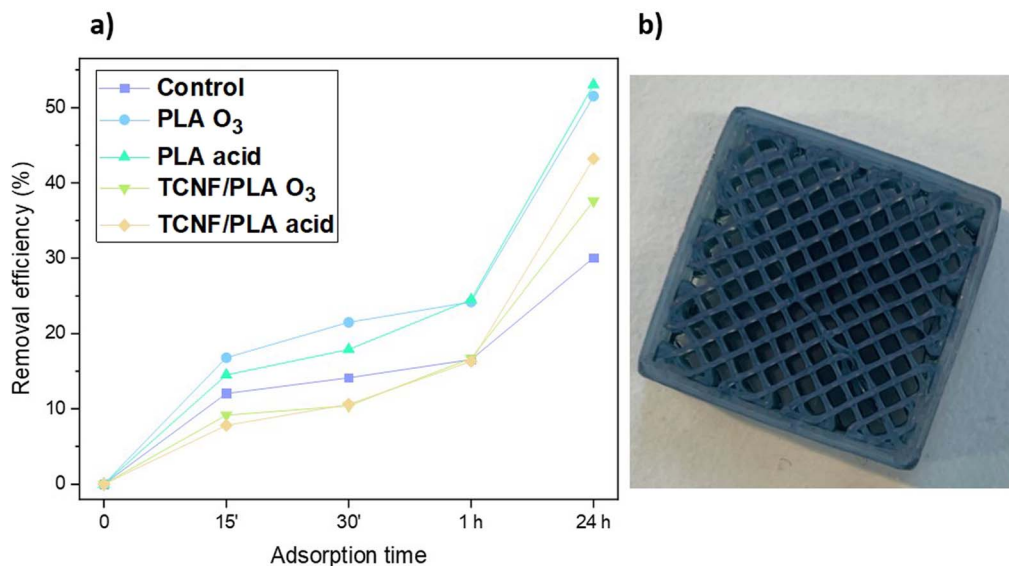 a)
b)
Control
PLA O₃
PLA acid
TCNF/PLA O₃
TCNF/PLA acid
Removal efficiency (%)
50
40
30
20
10
0
0 15' 30' 1 h 24 h
Adsorption time